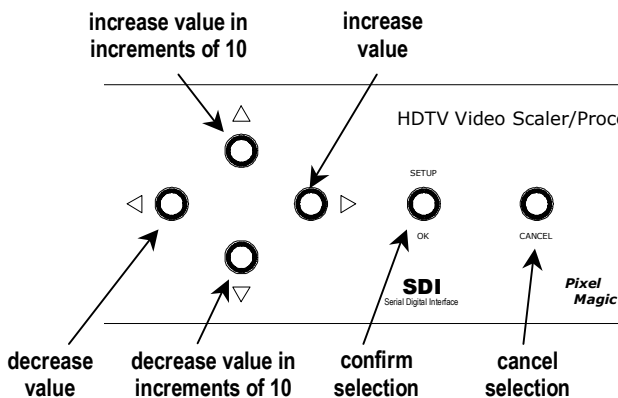 increase value in
increments of 10
increase
value
HDTV Video Scaler/Proce
SETUP
OK
CANCEL
SDI
Serial Digital Interface
Pixel
Magic
decrease
value
decrease value in
increments of 10
confirm
selection
cancel
selection